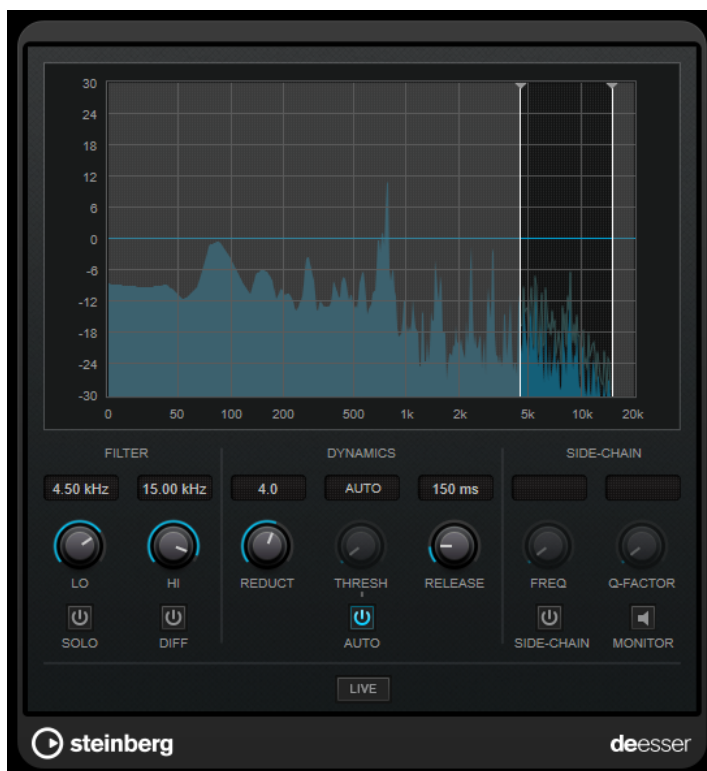 30
24
18
12
6
0
-6
-12
-18
-24
-30
0 50 100 200 500 1k 2k 5k 10k 20k
FILTER DYNAMICS SIDE-CHAIN
4.50 kHz 15.00 kHz 4.0 AUTO 150 ms
LO HI REDUCT THRESH RELEASE FREQ Q-FACTOR
SOLO DIFF AUTO SIDE-CHAIN MONITOR
LIVE
steinberg deesser